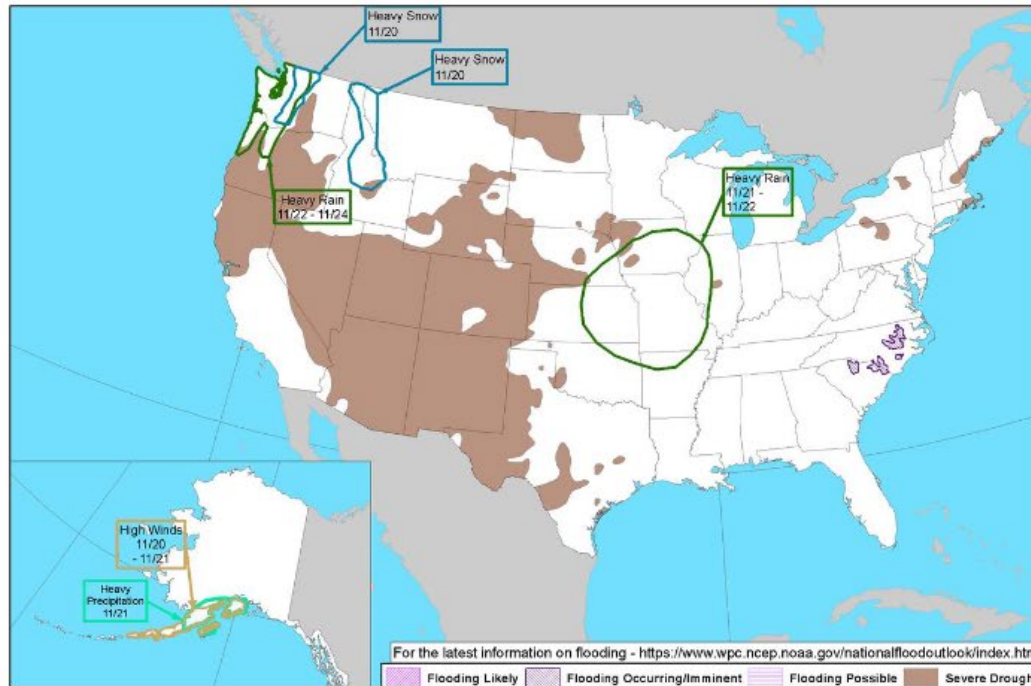 Heavy Snow
11/20
Heavy Snow
11/20
Heavy Rain
11/22 - 11/24
Heavy Rain
11/21 -
11/22
High Winds
11/20
- 11/21
Heavy
Precipitation
11/21
For the latest information on flooding - https://www.wpc.ncep.noaa.gov/nationalfloodoutlook/index.htm
Flooding Likely
Flooding Occurring/Imminent
Flooding Possible
Severe Drough